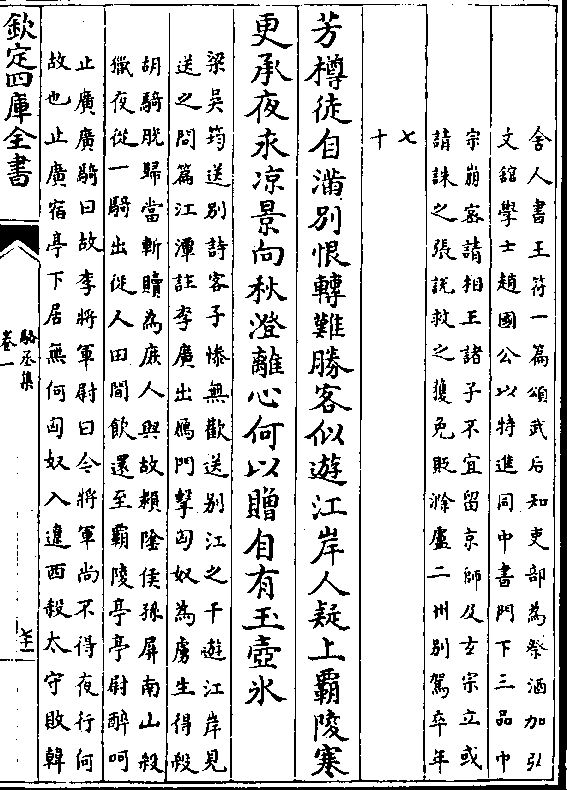 舍人書王符一篇頌武后知吏部為祭酒加弘
文舘學士趙國公以特進同中書門下三品中
宗崩宻請相王諸子不宜留京師及𤣥宗立或
請誅之張説救之獲免貶滁盧二州别駕卒年
七
十
芳樽徒自滿别恨轉難勝客似遊江岸人疑上覇陵寒
更承夜永凉景向秋澄離心何以贈自有玉壺氷
梁吳筠送别詩客子惨無歡送别江之干遊江岸見
送之問篇江潭註李廣出鴈門擊匈奴為虜生得殺
胡騎脱歸當斬贖為庶人與故頴隂侯孫屏南山殺
獵夜從一騎出從人田間飲還至覇陵亭亭尉醉呵
止廣廣騎曰故李將軍尉曰今將軍尚不得夜行何
故也止廣宿亭下居無何匈奴入遼西殺太守敗韓
欽定四庫全書
駱丞集
卷一